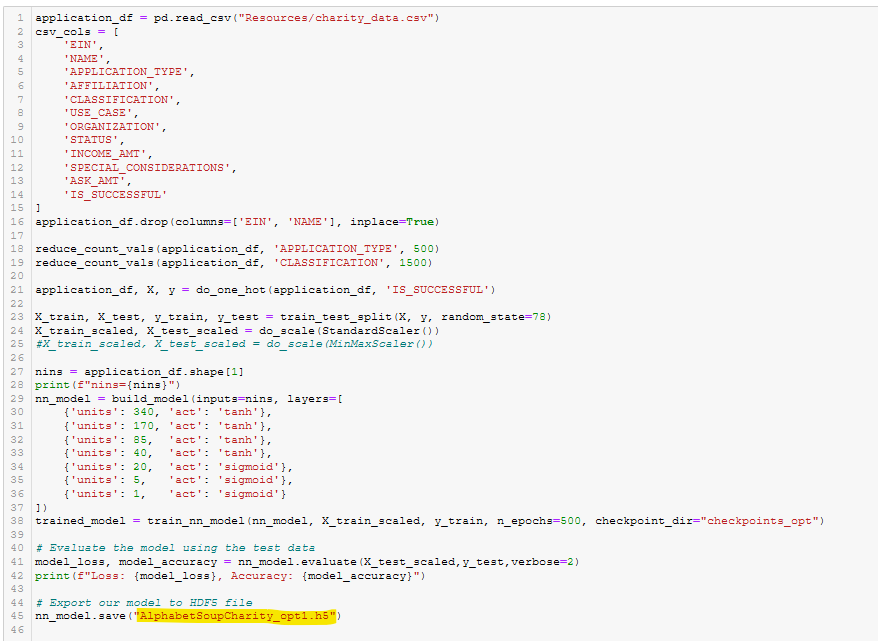 1 application_df = pd.read_csv("Resources/charity_data.csv")
2 csv_cols = [
3     'EIN',
4     'NAME',
5     'APPLICATION_TYPE',
6     'AFFILIATION',
7     'CLASSIFICATION',
8     'USE_CASE',
9     'ORGANIZATION',
10     'STATUS',
11     'INCOME_AMT',
12     'SPECIAL_CONSIDERATIONS',
13     'ASK_AMT',
14     'IS_SUCCESSFUL'
15 ]
16 application_df.drop(columns=['EIN', 'NAME'], inplace=True)
17
18 reduce_count_vals(application_df, 'APPLICATION_TYPE', 500)
19 reduce_count_vals(application_df, 'CLASSIFICATION', 1500)
20
21 application_df, X, y = do_one_hot(application_df, 'IS_SUCCESSFUL')
22
23 X_train, X_test, y_train, y_test = train_test_split(X, y, random_state=78)
24 X_train_scaled, X_test_scaled = do_scale(StandardScaler())
25 #X_train_scaled, X_test_scaled = do_scale(MinMaxScaler())
26
27 nins = application_df.shape[1]
28 print(f"nins={nins}")
29 nn_model = build_model(inputs=nins, layers=[
30     {'units': 340, 'act': 'tanh'},
31     {'units': 170, 'act': 'tanh'},
32     {'units': 85,  'act': 'tanh'},
33     {'units': 40,  'act': 'tanh'},
34     {'units': 20,  'act': 'sigmoid'},
35     {'units': 5,   'act': 'sigmoid'},
36     {'units': 1,   'act': 'sigmoid'}
37 ])
38 trained_model = train_nn_model(nn_model, X_train_scaled, y_train, n_epochs=500, checkpoint_dir="checkpoints_opt")
39
40 # Evaluate the model using the test data
41 model_loss, model_accuracy = nn_model.evaluate(X_test_scaled,y_test,verbose=2)
42 print(f"Loss: {model_loss}, Accuracy: {model_accuracy}")
43
44 # Export our model to HDF5 file
45 nn_model.save("AlphabetSoupCharity_opt1.h5")
46